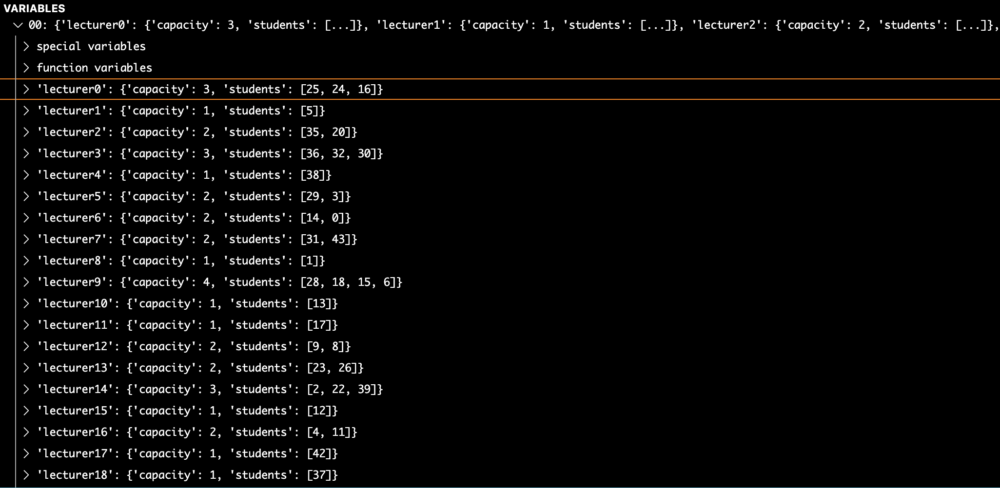 VARIABLES
00: {'lecturer0': {'capacity': 3, 'students': [...]}, 'lecturer1': {'capacity': 1, 'students': [...]}, 'lecturer2': {'capacity': 2, 'students': [...]},
special variables
function variables
'lecturer0': {'capacity': 3, 'students': [25, 24, 16]}
'lecturer1': {'capacity': 1, 'students': [5]}
'lecturer2': {'capacity': 2, 'students': [35, 20]}
'lecturer3': {'capacity': 3, 'students': [36, 32, 30]}
'lecturer4': {'capacity': 1, 'students': [38]}
'lecturer5': {'capacity': 2, 'students': [29, 3]}
'lecturer6': {'capacity': 2, 'students': [14, 0]}
'lecturer7': {'capacity': 2, 'students': [31, 43]}
'lecturer8': {'capacity': 1, 'students': [1]}
'lecturer9': {'capacity': 4, 'students': [28, 18, 15, 6]}
'lecturer10': {'capacity': 1, 'students': [13]}
'lecturer11': {'capacity': 1, 'students': [17]}
'lecturer12': {'capacity': 2, 'students': [9, 8]}
'lecturer13': {'capacity': 2, 'students': [23, 26]}
'lecturer14': {'capacity': 3, 'students': [2, 22, 39]}
'lecturer15': {'capacity': 1, 'students': [12]}
'lecturer16': {'capacity': 2, 'students': [4, 11]}
'lecturer17': {'capacity': 1, 'students': [42]}
'lecturer18': {'capacity': 1, 'students': [37]}